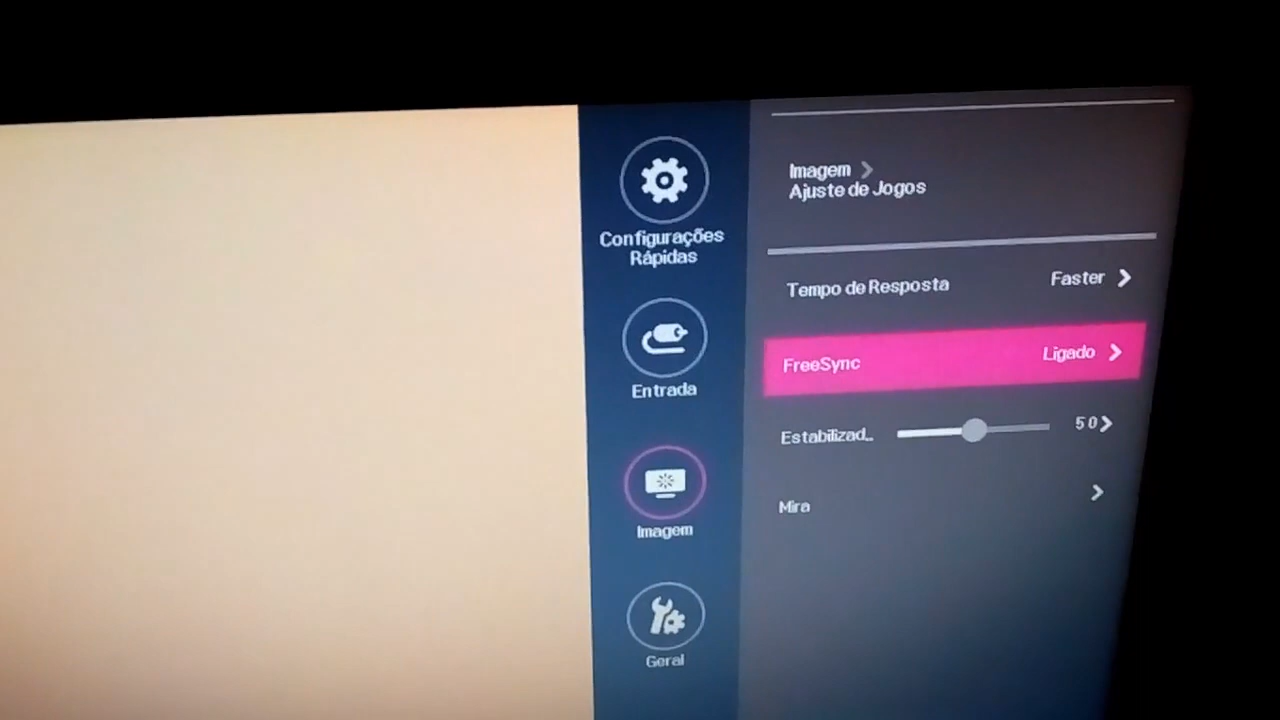 Configurações
Rápidas
Entrada
Imagem
Geral
Imagem >
Ajuste de Jogos
Tempo de Resposta Faster >
FreeSync Ligado >
Estabilizad.. 50 >
Mira >